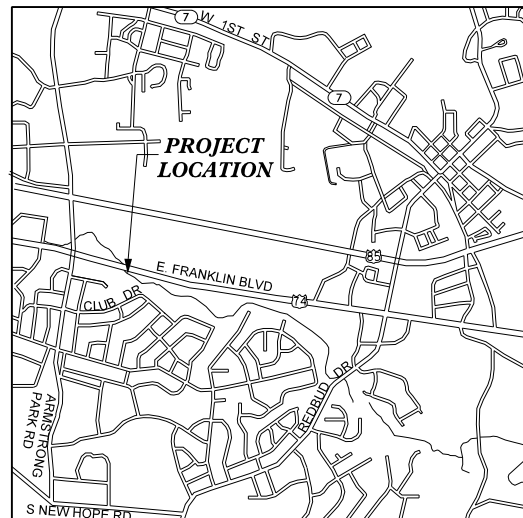 7
W 1ST ST
7
PROJECT
LOCATION
85
E. FRANKLIN BLVD
74
CLUB DR
REDBUD DR
ARMSTRONG
PARK RD
S NEW HOPE RD